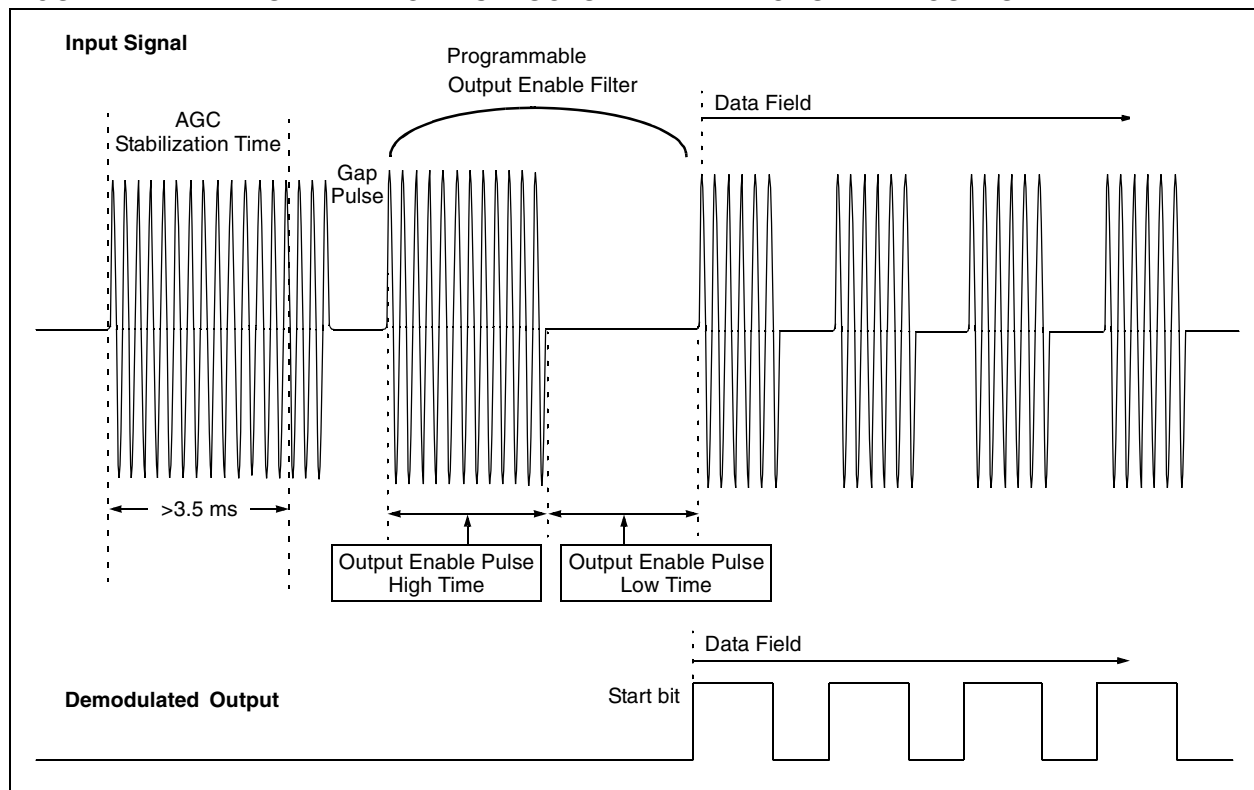 Input Signal
Programmable
Output Enable Filter
Data Field
AGC
Stabilization Time
Gap
Pulse
>3.5 ms
Output Enable Pulse
High Time
Output Enable Pulse
Low Time
Data Field
Start bit
Demodulated Output